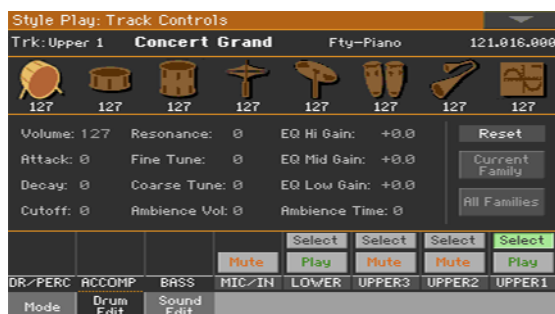 Style Play: Track Controls
Trk: Upper 1 Concert Grand Fty-Piano 121.016.000
127 127 127 127 127 127 127 127
Volume: 127 Resonance: 0 EQ Hi Gain: +0.0 Reset
Attack: 0 Fine Tune: 0 EQ Mid Gain: +0.0 Current Family
Decay: 0 Coarse Tune: 0 EQ Low Gain: +0.0 All Families
Cutoff: 0 Ambience Vol: 0 Ambience Time: 0
Select Select Select Select
Mute Play Mute Mute Play
DR/PERC ACCOMP BASS MIC/IN LOWER UPPER3 UPPER2 UPPER1
Mode Drum Edit Sound Edit